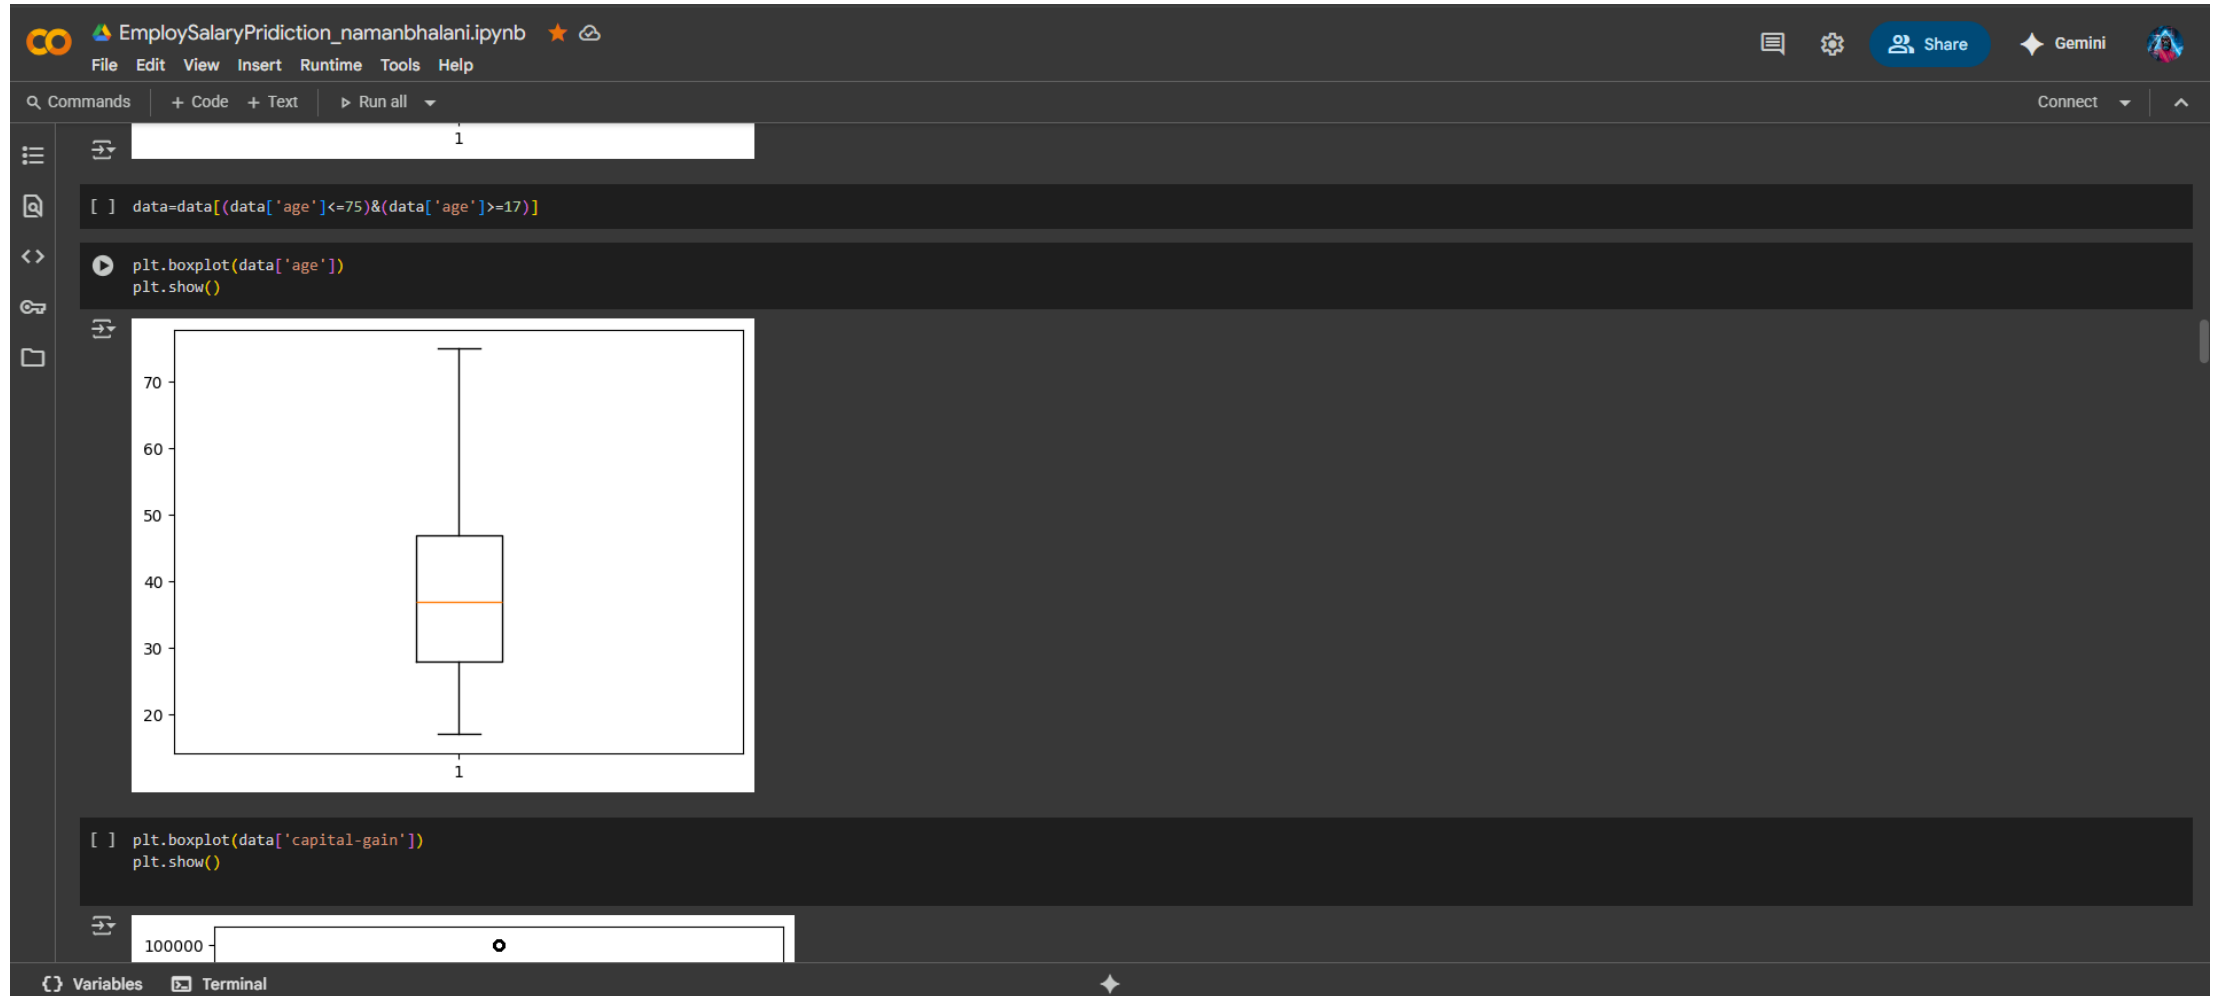 EmploySalaryPridiction_namanbhalani.ipynb
File Edit View Insert Runtime Tools Help
Share
Gemini
Commands + Code + Text Run all
Connect
1
[ ] data=data[(data['age']<=75)&(data['age']>=17)]
plt.boxplot(data['age'])
plt.show()
70
60
50
40
30
20
1
[ ] plt.boxplot(data['capital-gain'])
plt.show()
100000
{} Variables Terminal